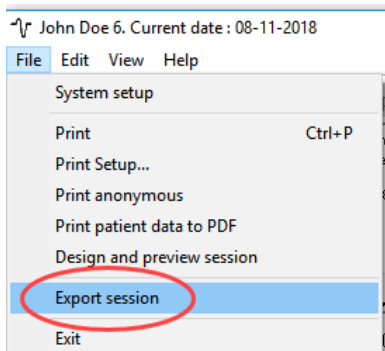 John Doe 6. Current date : 08-11-2018
File Edit View Help
System setup
Print Ctrl+P
Print Setup...
Print anonymous
Print patient data to PDF
Design and preview session
Export session
Exit